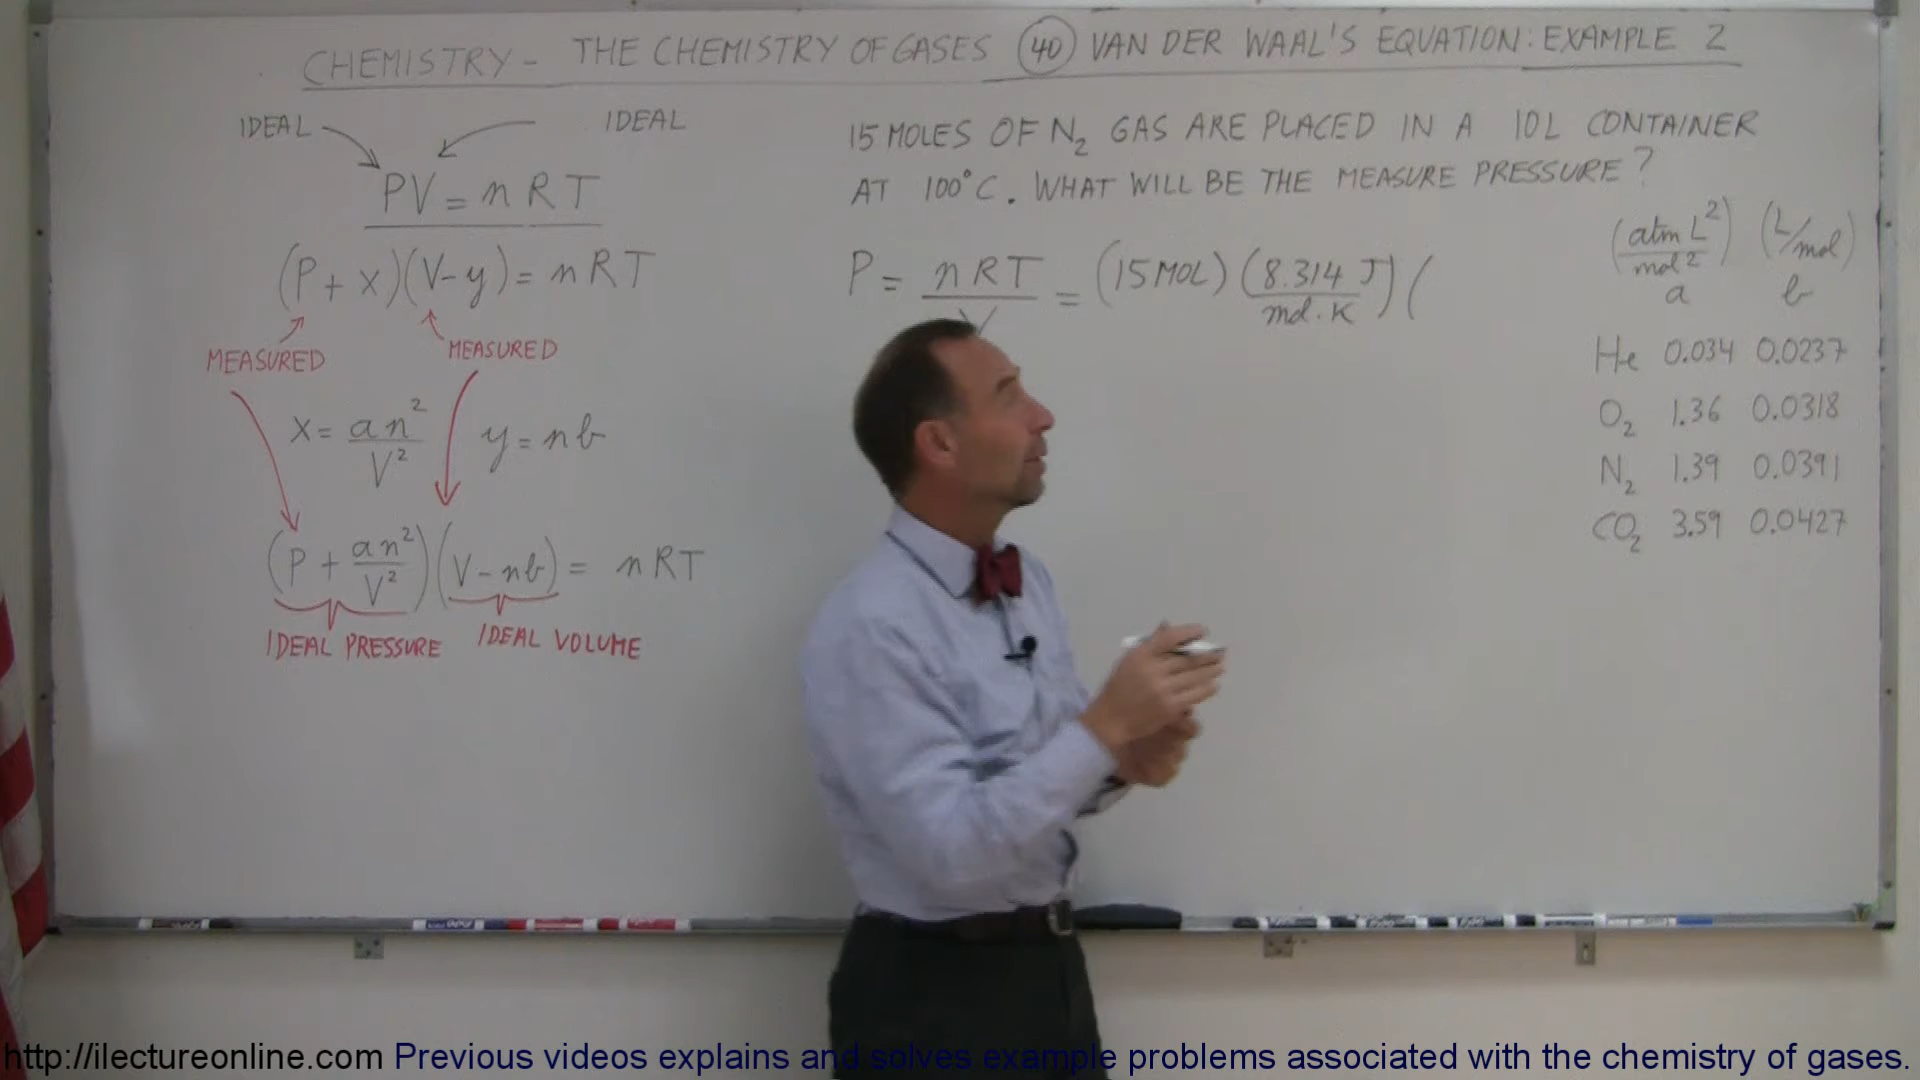 CHEMISTRY - THE CHEMISTRY OF GASES 40 VAN DER WAAL'S EQUATION: EXAMPLE 2
IDEAL IDEAL
PV = nRT
(P + x)(V - y) = nRT
MEASURED MEASURED
x = an²/V² y = nb
(P + an²/V²)(V - nb) = nRT
IDEAL PRESSURE IDEAL VOLUME
15 MOLES OF N₂ GAS ARE PLACED IN A 10L CONTAINER
AT 100°C. WHAT WILL BE THE MEASURE PRESSURE?
P = nRT/V = (15 MOL) (8.314 J/mol·K) (
(atm L²/mol²) (L/mol)
a b
He 0.034 0.0237
O₂ 1.36 0.0318
N₂ 1.39 0.0391
CO₂ 3.59 0.0427
http://ilectureonline.com Previous videos explains and solves example problems associated with the chemistry of gases.